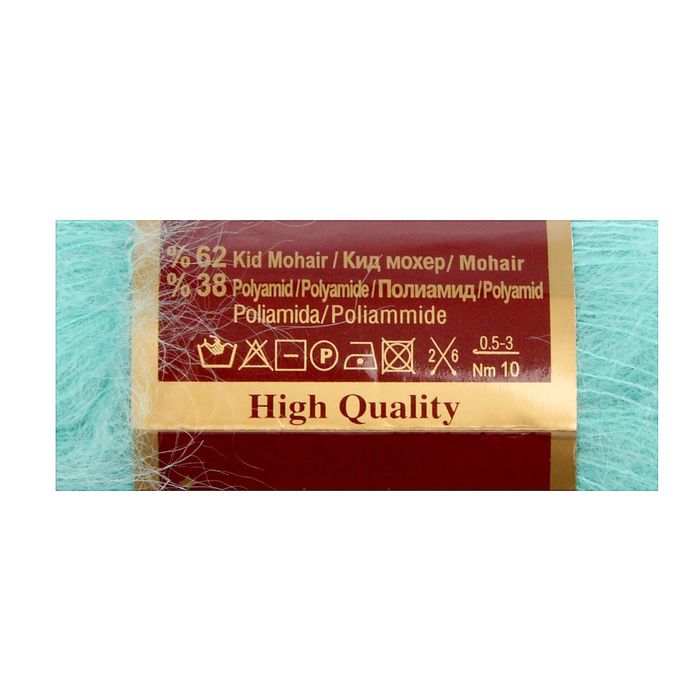 % 62 Kid Mohair / Кид мохер / Mohair
% 38 Polyamid / Polyamide / Полиамид / Polyamid
Poliamida / Poliammide
P 2 6 0.5-3
Nm 10
High Quality